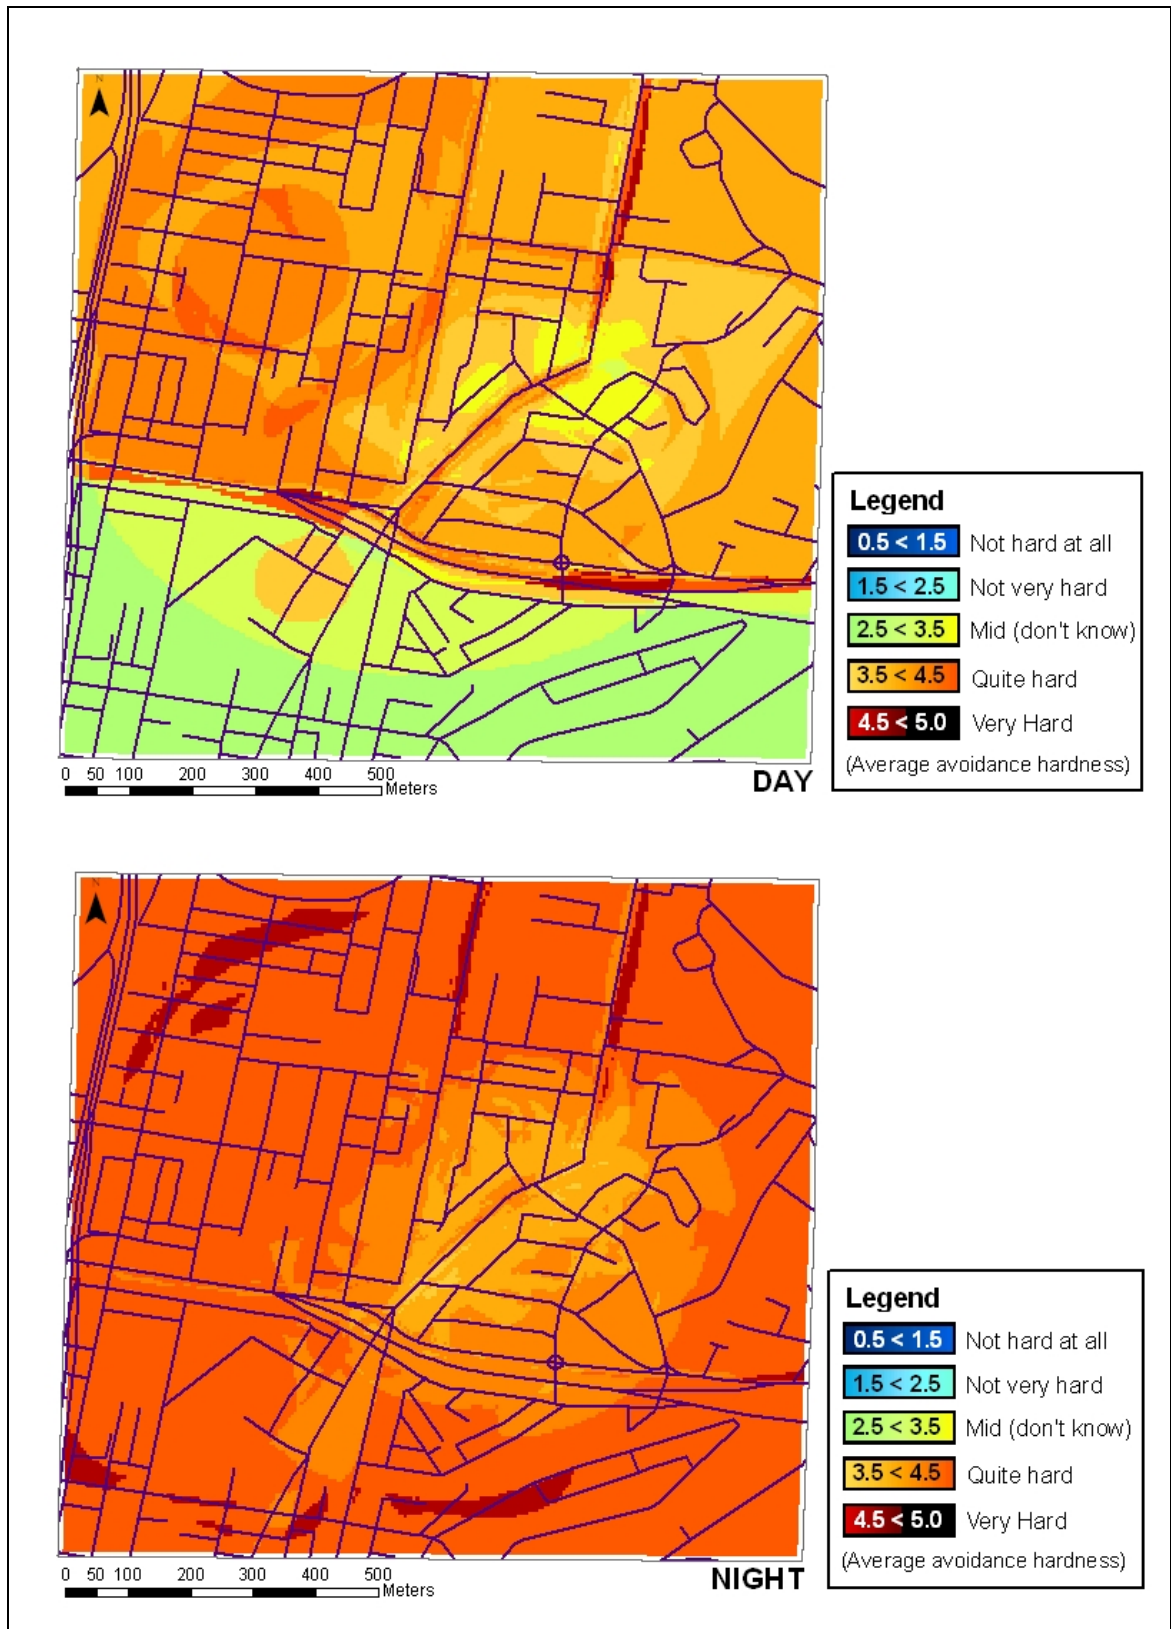 N
Legend
0.5 < 1.5 Not hard at all
1.5 < 2.5 Not very hard
2.5 < 3.5 Mid (don't know)
3.5 < 4.5 Quite hard
4.5 < 5.0 Very Hard
(Average avoidance hardness)
0 50 100 200 300 400 500
Meters
DAY
N
Legend
0.5 < 1.5 Not hard at all
1.5 < 2.5 Not very hard
2.5 < 3.5 Mid (don't know)
3.5 < 4.5 Quite hard
4.5 < 5.0 Very Hard
(Average avoidance hardness)
0 50 100 200 300 400 500
Meters
NIGHT